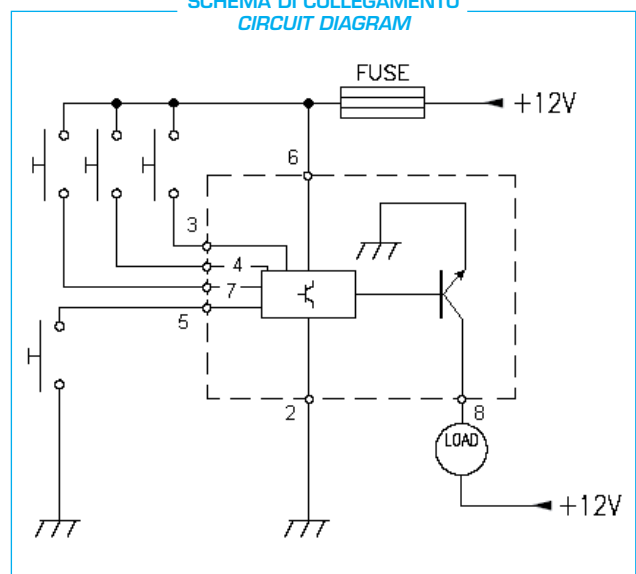 SCHEMA DI COLLEGAMENTO
CIRCUIT DIAGRAM
FUSE
+12V
6
3
4
7
5
2
8
LOAD
+12V